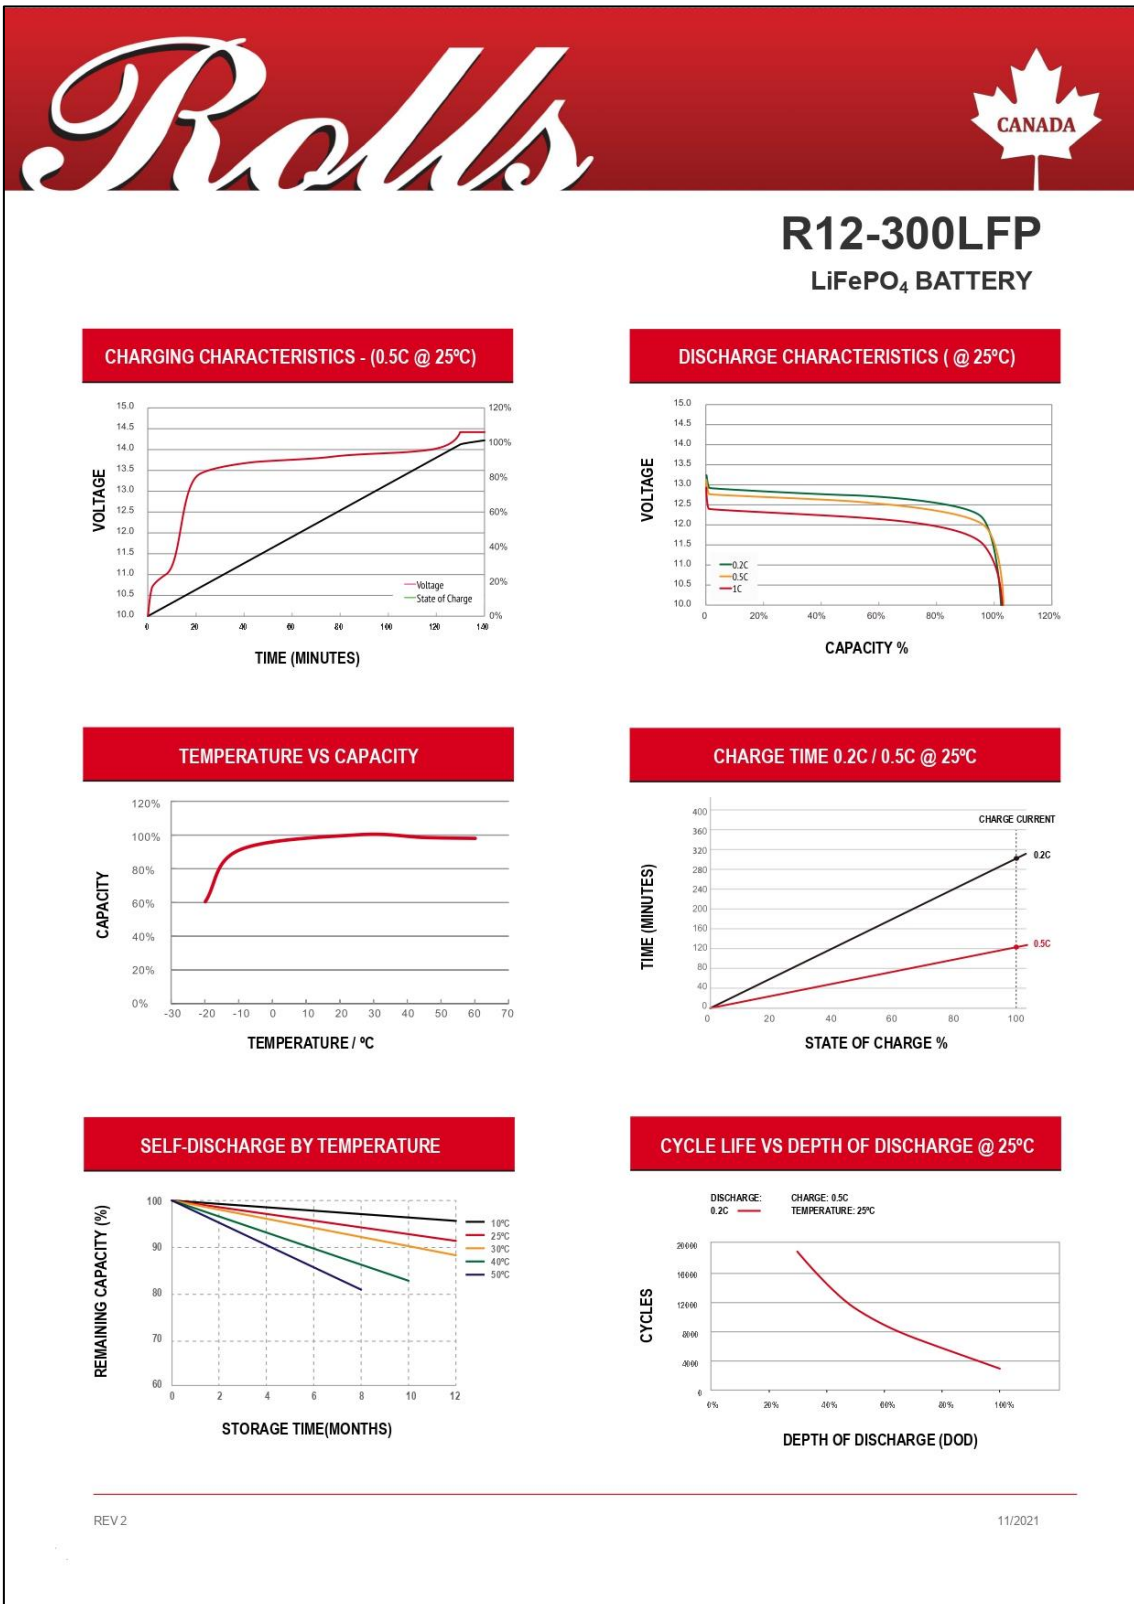 Rolls
CANADA
R12-300LFP
LiFePO₄ BATTERY
CHARGING CHARACTERISTICS - (0.5C @ 25ºC)
VOLTAGE
15.0
14.5
14.0
13.5
13.0
12.5
12.0
11.5
11.0
10.5
10.0
120%
100%
80%
60%
40%
20%
0%
Voltage
State of Charge
0 20 40 60 80 100 120 140
TIME (MINUTES)
DISCHARGE CHARACTERISTICS ( @ 25ºC)
VOLTAGE
15.0
14.5
14.0
13.5
13.0
12.5
12.0
11.5
11.0
10.5
10.0
0.2C
0.5C
1C
0 20% 40% 60% 80% 100% 120%
CAPACITY %
TEMPERATURE VS CAPACITY
CAPACITY
120%
100%
80%
60%
40%
20%
0%
-30 -20 -10 0 10 20 30 40 50 60 70
TEMPERATURE / ºC
CHARGE TIME 0.2C / 0.5C @ 25ºC
TIME (MINUTES)
400
360
320
280
240
200
160
120
80
40
0
CHARGE CURRENT
0.2C
0.5C
0 20 40 60 80 100
STATE OF CHARGE %
SELF-DISCHARGE BY TEMPERATURE
REMAINING CAPACITY (%)
100
90
80
70
60
10ºC
25ºC
30ºC
40ºC
50ºC
0 2 4 6 8 10 12
STORAGE TIME(MONTHS)
CYCLE LIFE VS DEPTH OF DISCHARGE @ 25ºC
DISCHARGE: CHARGE: 0.5C
0.2C TEMPERATURE: 25ºC
CYCLES
20000
16000
12000
8000
4000
0
0% 20% 40% 60% 80% 100%
DEPTH OF DISCHARGE (DOD)
REV 2 11/2021